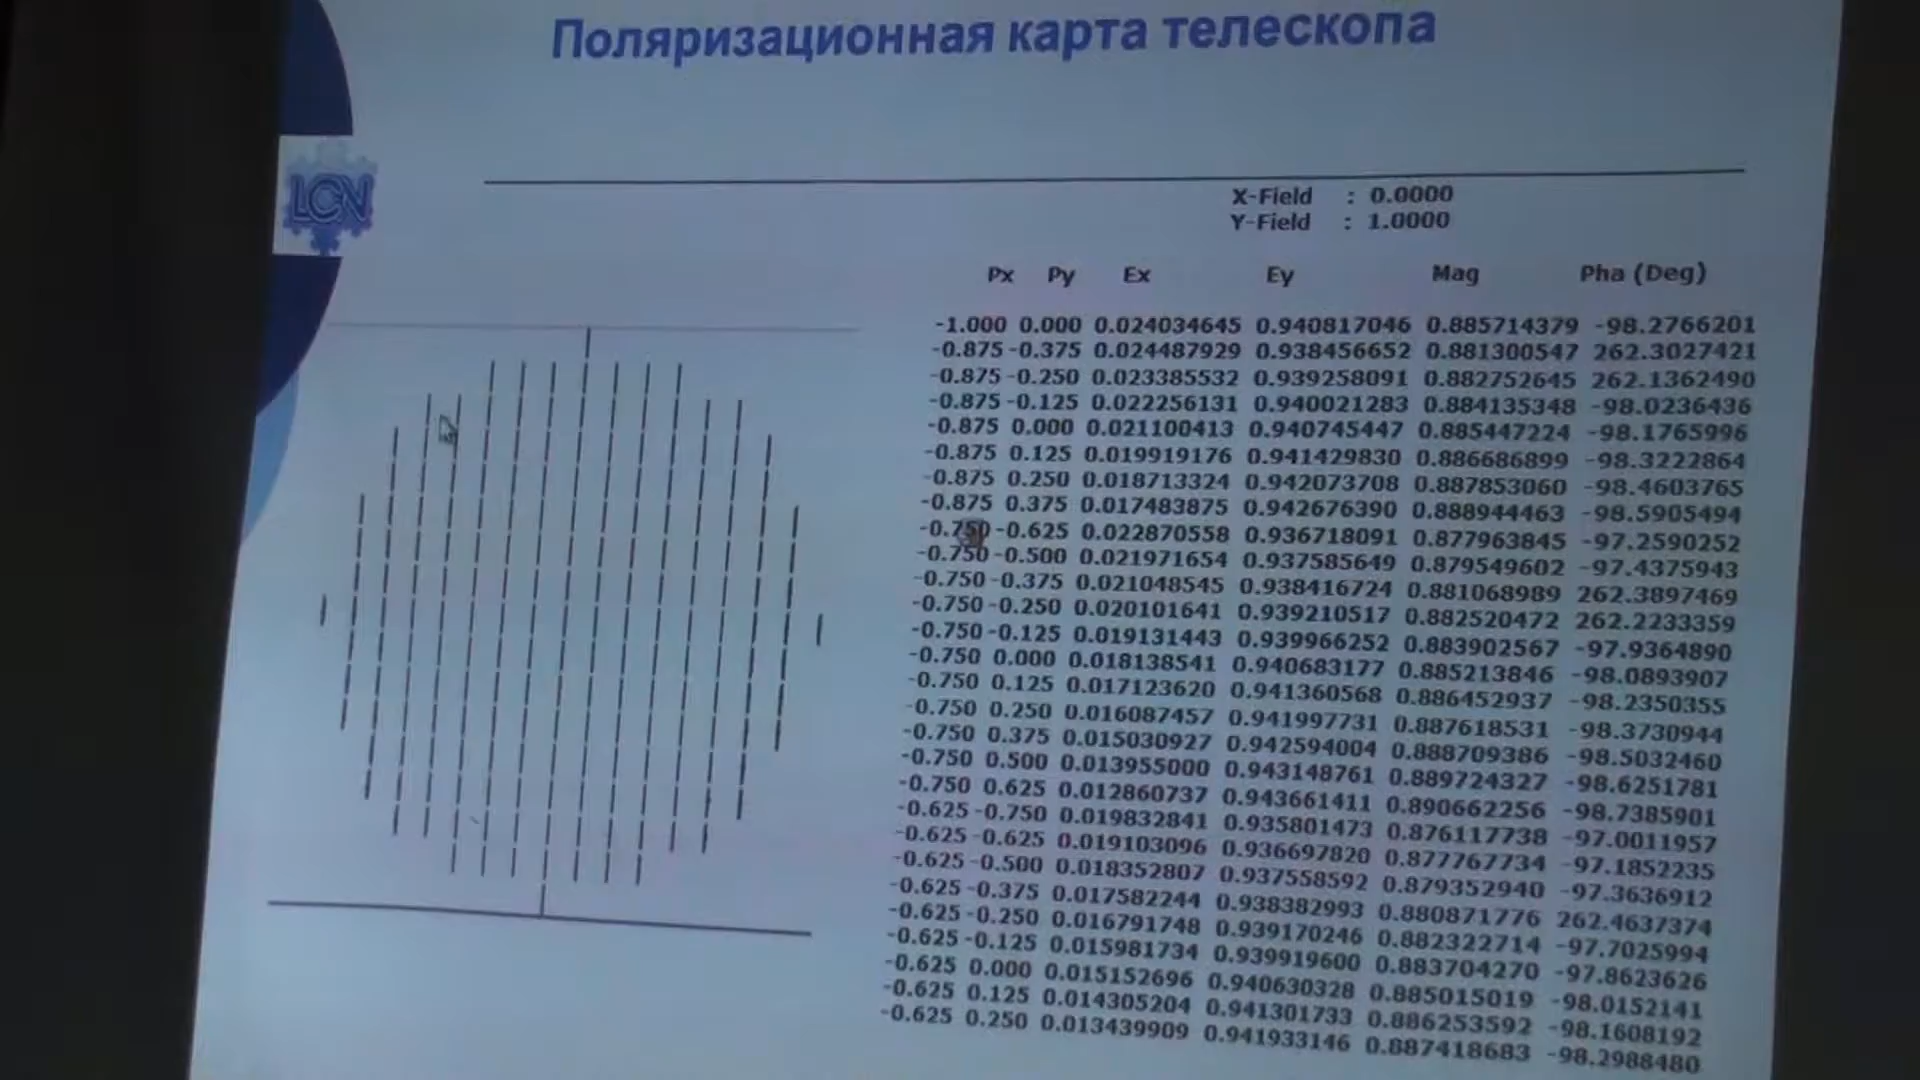 Поляризационная карта телескопа
LCN
X-Field : 0.0000
Y-Field : 1.0000
Px Py Ex Ey Mag Pha (Deg)
-1.000 0.000 0.024034645 0.940817046 0.885714379 -98.2766201
-0.875 -0.375 0.024487929 0.938456652 0.881300547 262.3027421
-0.875 -0.250 0.023385532 0.939258091 0.882752645 262.1362490
-0.875 -0.125 0.022256131 0.940021283 0.884135348 -98.0236436
-0.875 0.000 0.021100413 0.940745447 0.885447224 -98.1765996
-0.875 0.125 0.019919176 0.941429830 0.886686899 -98.3222864
-0.875 0.250 0.018713324 0.942073708 0.887853060 -98.4603765
-0.875 0.375 0.017483875 0.942676390 0.888944463 -98.5905494
-0.750 -0.625 0.022870558 0.936718091 0.877963845 -97.2590252
-0.750 -0.500 0.021971654 0.937585649 0.879549602 -97.4375943
-0.750 -0.375 0.021048545 0.938416724 0.881068989 262.3897469
-0.750 -0.250 0.020101641 0.939210517 0.882520472 262.2233359
-0.750 -0.125 0.019131443 0.939966252 0.883902567 -97.9364890
-0.750 0.000 0.018138541 0.940683177 0.885213846 -98.0893907
-0.750 0.125 0.017123620 0.941360568 0.886452937 -98.2350355
-0.750 0.250 0.016087457 0.941997731 0.887618531 -98.3730944
-0.750 0.375 0.015030927 0.942594004 0.888709386 -98.5032460
-0.750 0.500 0.013955000 0.943148761 0.889724327 -98.6251781
-0.750 0.625 0.012860737 0.943661411 0.890662256 -98.7385901
-0.625 -0.750 0.019832841 0.935801473 0.876117738 -97.0011957
-0.625 -0.625 0.019103096 0.936697820 0.877767734 -97.1852235
-0.625 -0.500 0.018352807 0.937558592 0.879352940 -97.3636912
-0.625 -0.375 0.017582244 0.938382993 0.880871776 262.4637374
-0.625 -0.250 0.016791748 0.939170246 0.882322714 -97.7025994
-0.625 -0.125 0.015981734 0.939919600 0.883704270 -97.8623626
-0.625 0.000 0.015152696 0.940630328 0.885015019 -98.0152141
-0.625 0.125 0.014305204 0.941301733 0.886253592 -98.1608192
-0.625 0.250 0.013439909 0.941933146 0.887418683 -98.2988480